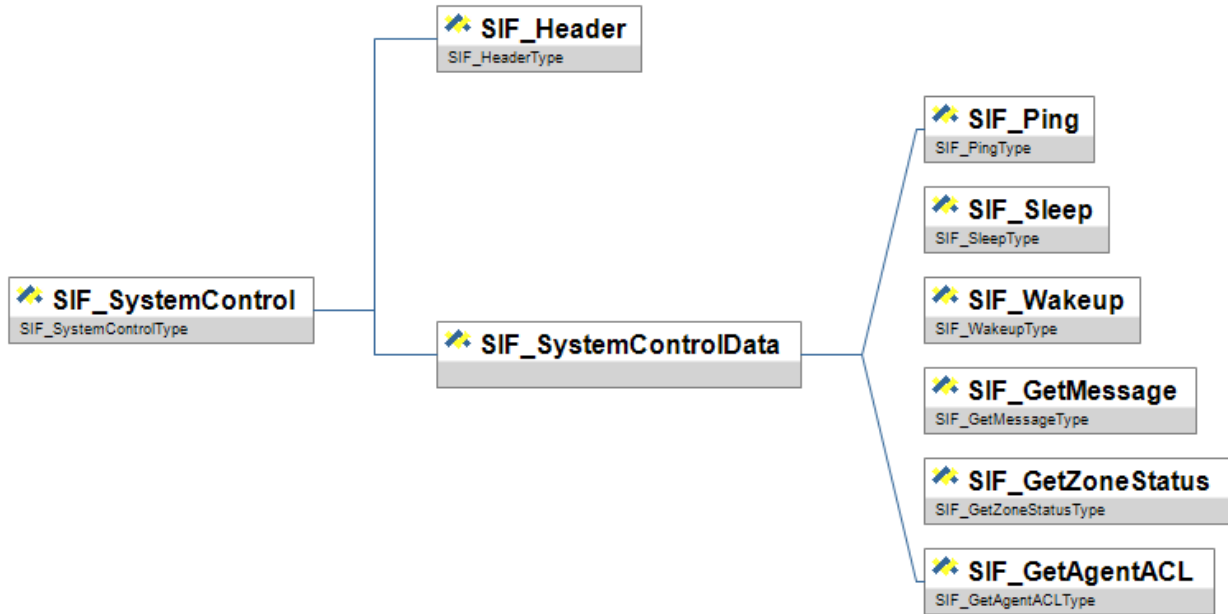 SIF_Header
SIF_HeaderType
SIF_Ping
SIF_PingType
SIF_Sleep
SIF_SleepType
SIF_SystemControl
SIF_SystemControlType
SIF_Wakeup
SIF_WakeupType
SIF_SystemControlData
SIF_GetMessage
SIF_GetMessageType
SIF_GetZoneStatus
SIF_GetZoneStatusType
SIF_GetAgentACL
SIF_GetAgentACLType